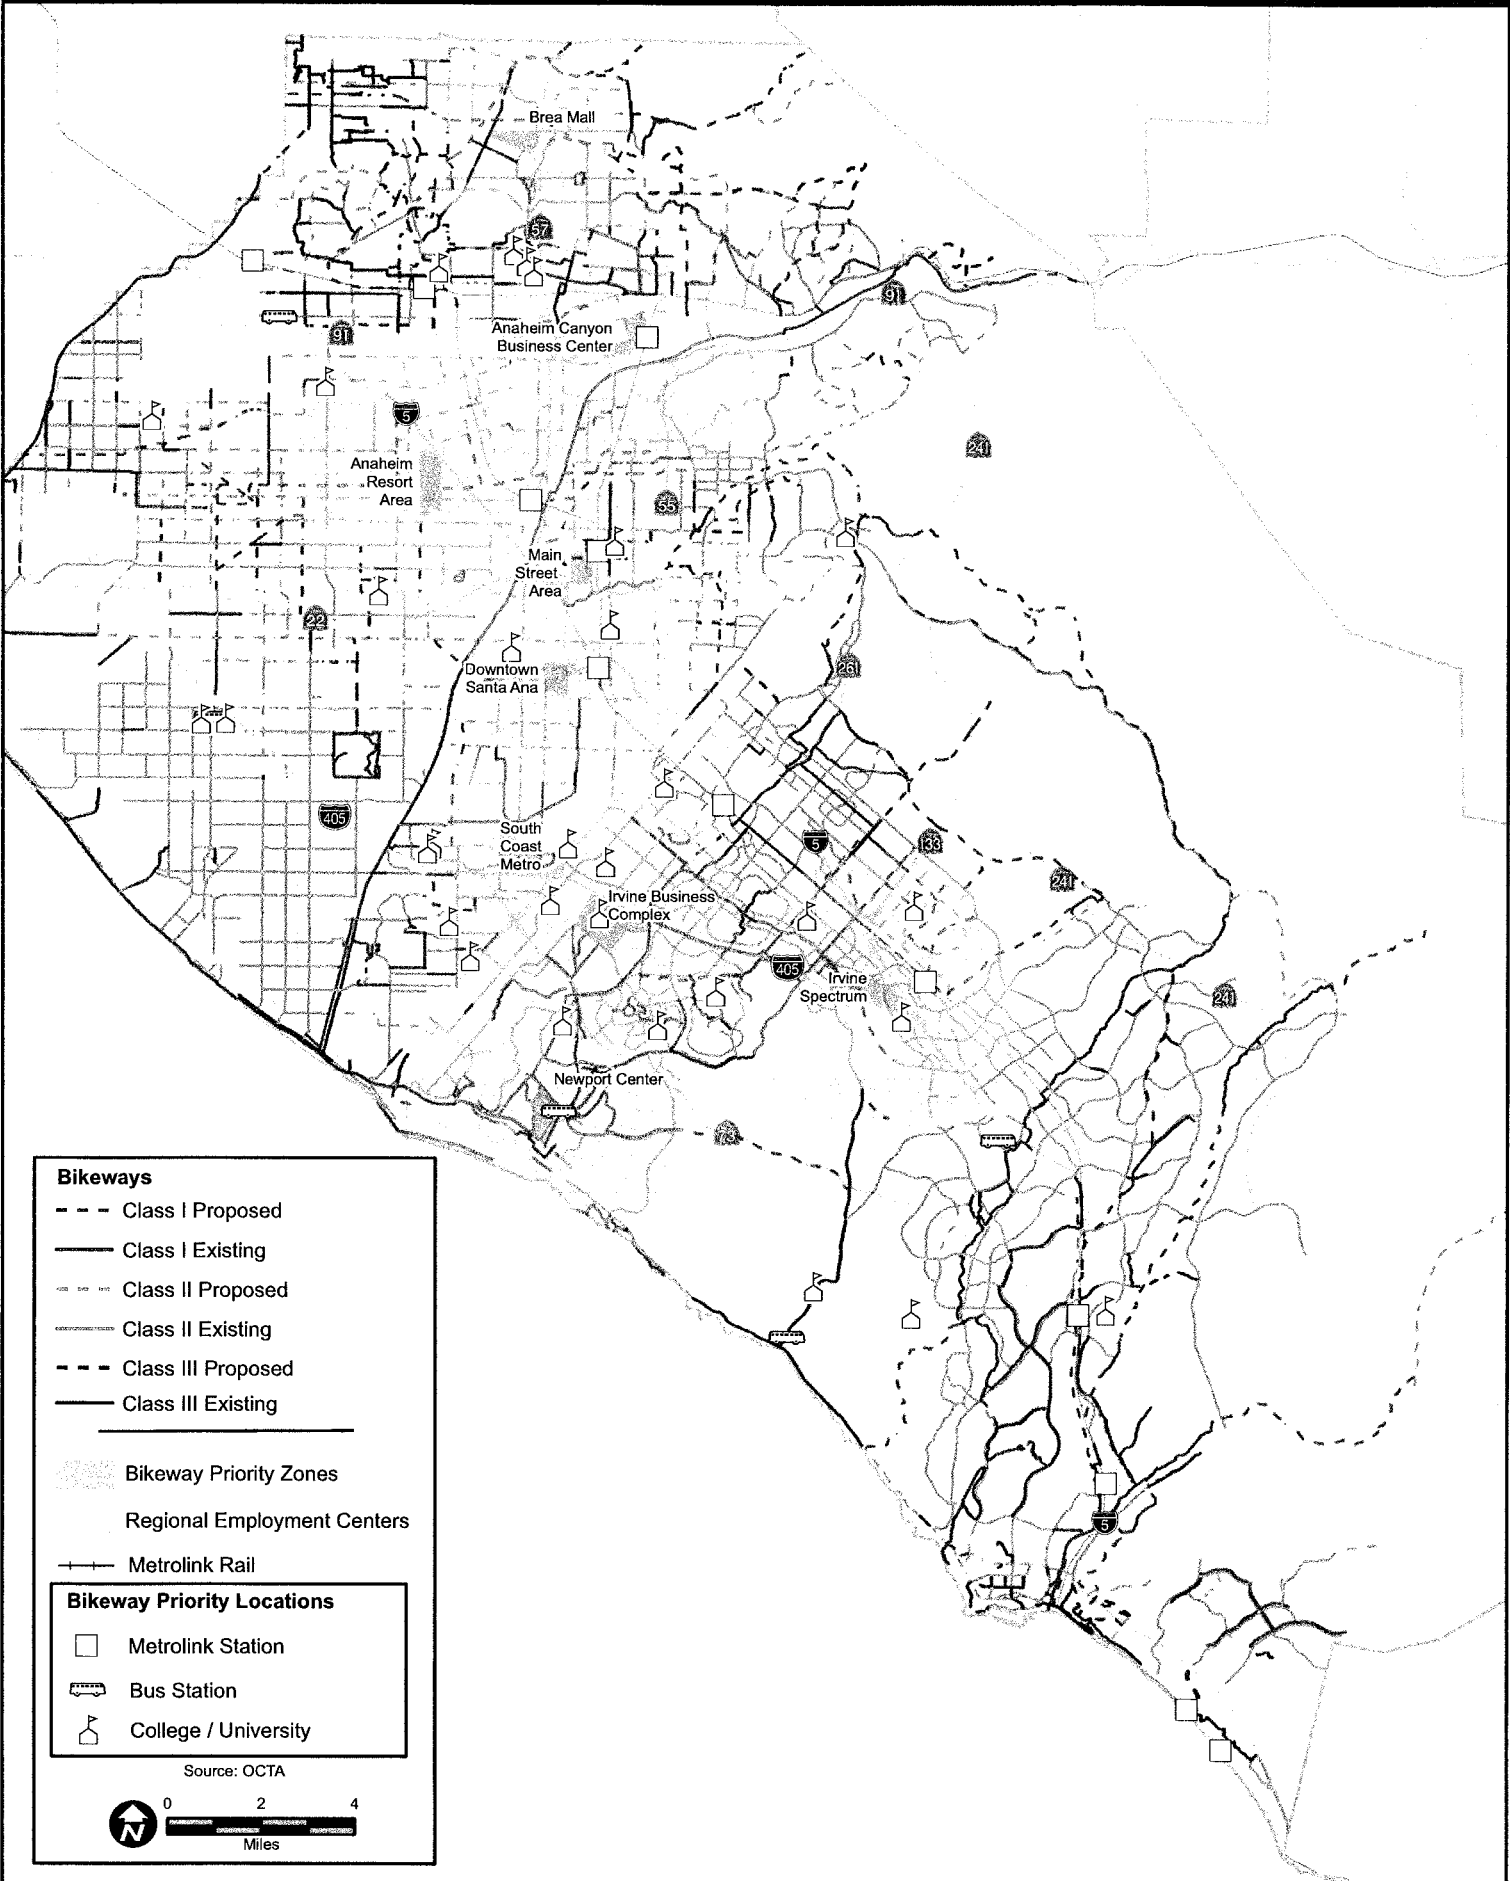 Brea Mall
57
91
Anaheim Canyon
Business Center
91
5
241
Anaheim
Resort
Area
55
Main
Street
Area
22
261
Downtown
Santa Ana
405
South
Coast
Metro
5
133
241
Irvine Business
Complex
405
Irvine
Spectrum
241
Newport Center
73
5
Bikeways
Class I Proposed
Class I Existing
Class II Proposed
Class II Existing
Class III Proposed
Class III Existing
Bikeway Priority Zones
Regional Employment Centers
Metrolink Rail
Bikeway Priority Locations
Metrolink Station
Bus Station
College / University
Source: OCTA
N
0 2 4
Miles